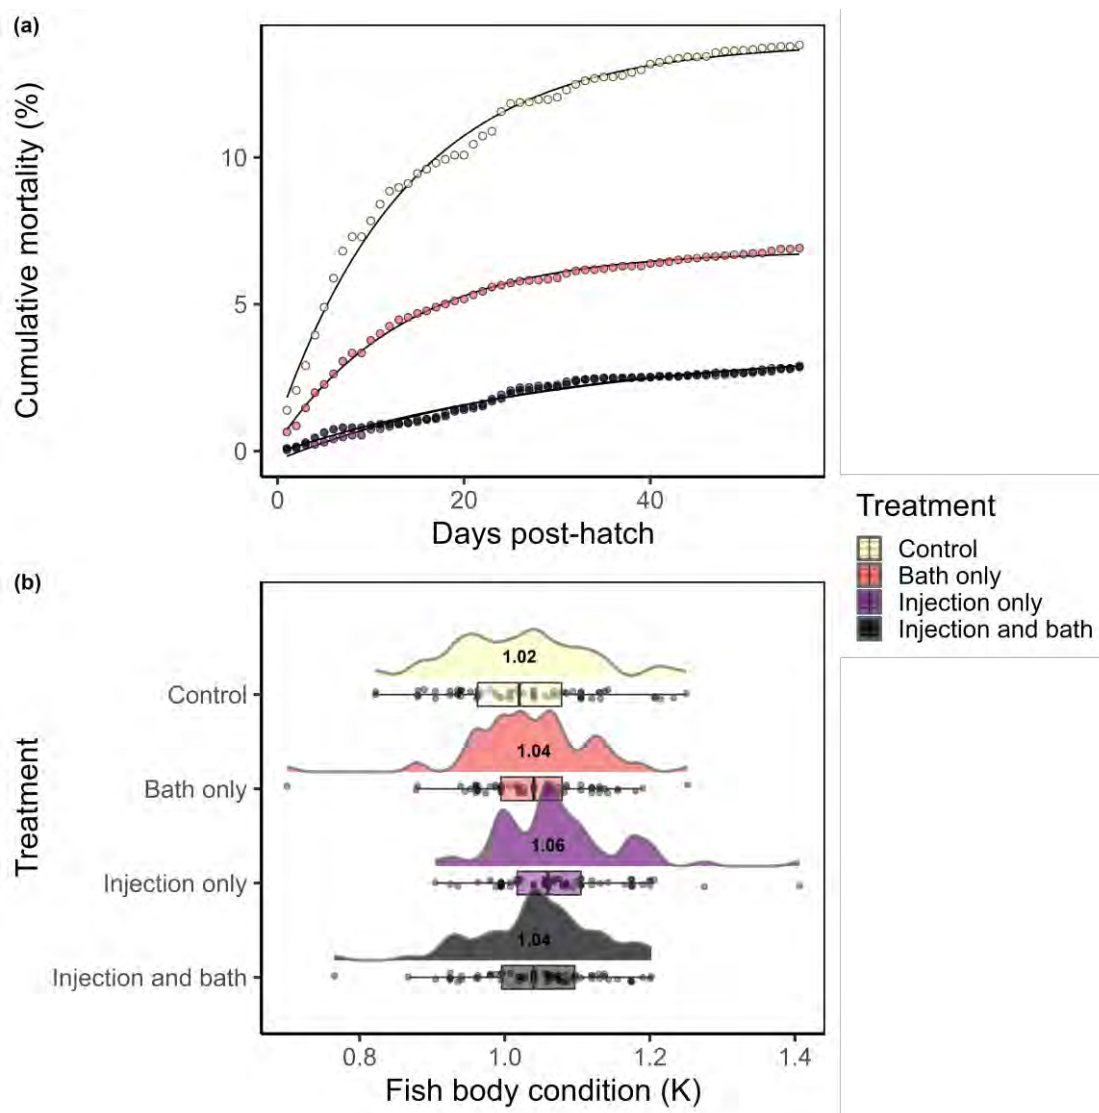 (a)
Cumulative mortality (%)
10
5
0
0 20 40
Days post-hatch
Treatment
Control
Bath only
Injection only
Injection and bath
(b)
Treatment
Control
Bath only
Injection only
Injection and bath
1.02
1.04
1.06
1.04
0.8 1.0 1.2 1.4
Fish body condition (K)